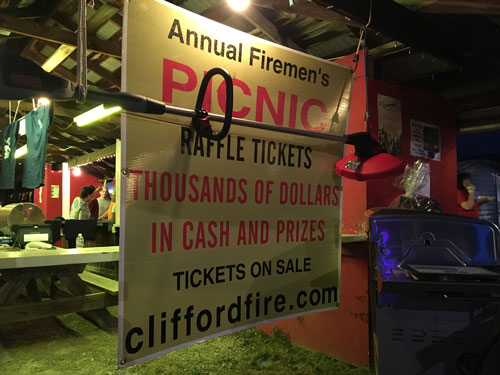 Annual Firemen's
PICNIC
RAFFLE TICKETS
THOUSANDS OF DOLLARS
IN CASH AND PRIZES
TICKETS ON SALE
cliffordfire.com